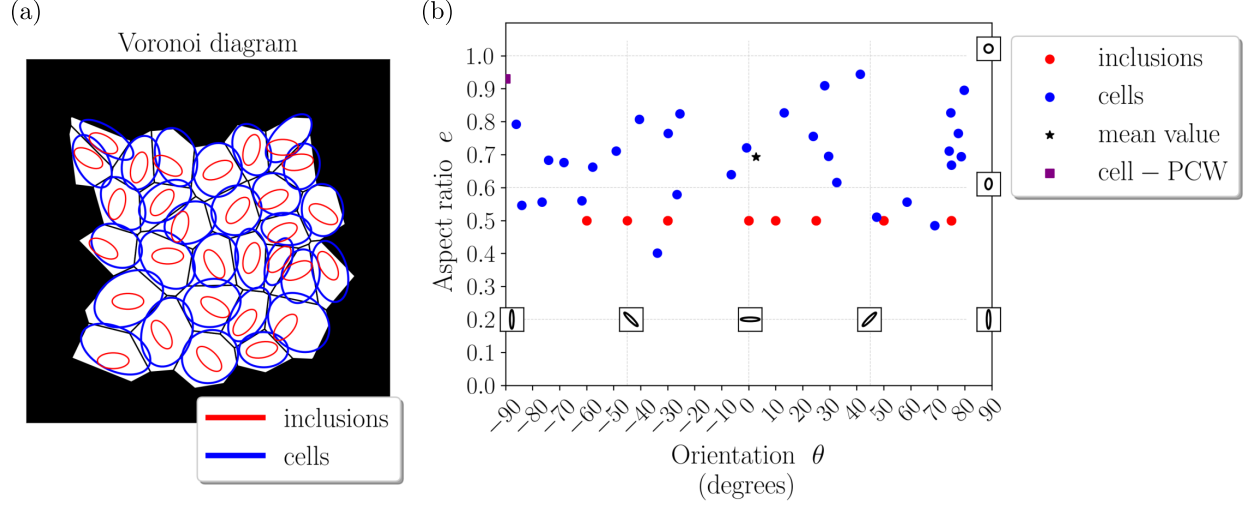 (a)
Voronoi diagram
inclusions
cells
(b)
Aspect ratio e
1.0
0.9
0.8
0.7
0.6
0.5
0.4
0.3
0.2
0.1
0.0
−90 −80 −70 −60 −50 −40 −30 −20 −10 0 10 20 30 40 50 60 70 80 90
Orientation θ
(degrees)
inclusions
cells
mean value
cell − PCW